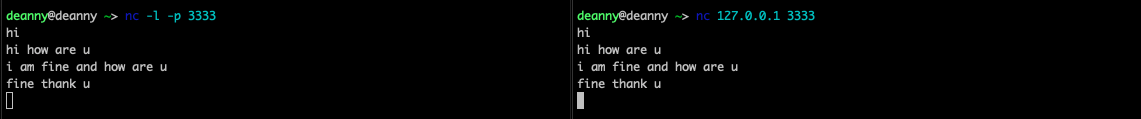 deanny@deanny ~> nc -l -p 3333
hi
hi how are u
i am fine and how are u
fine thank u
deanny@deanny ~> nc 127.0.0.1 3333
hi
hi how are u
i am fine and how are u
fine thank u